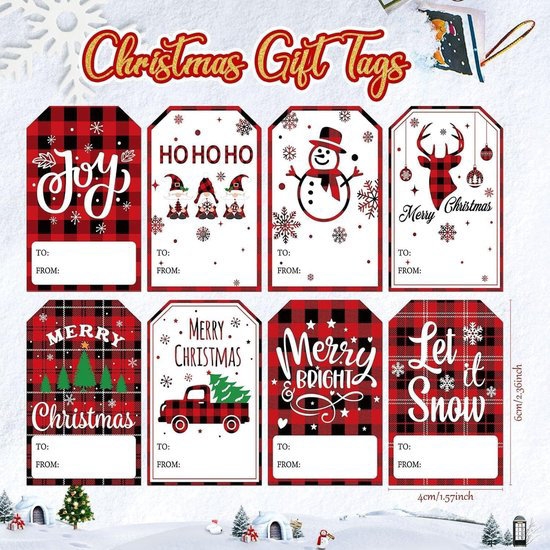 Christmas Gift Tags
Joy
TO:
FROM:
HO HO HO
TO:
FROM:
TO:
FROM:
Merry Christmas
TO:
FROM:
MERRY
Christmas
TO:
FROM:
MERRY
CHRISTMAS
TO:
FROM:
Merry
& BRIGHT
TO:
FROM:
Let
it
Snow
TO:
FROM:
6cm/2.36inch
4cm/1.57inch